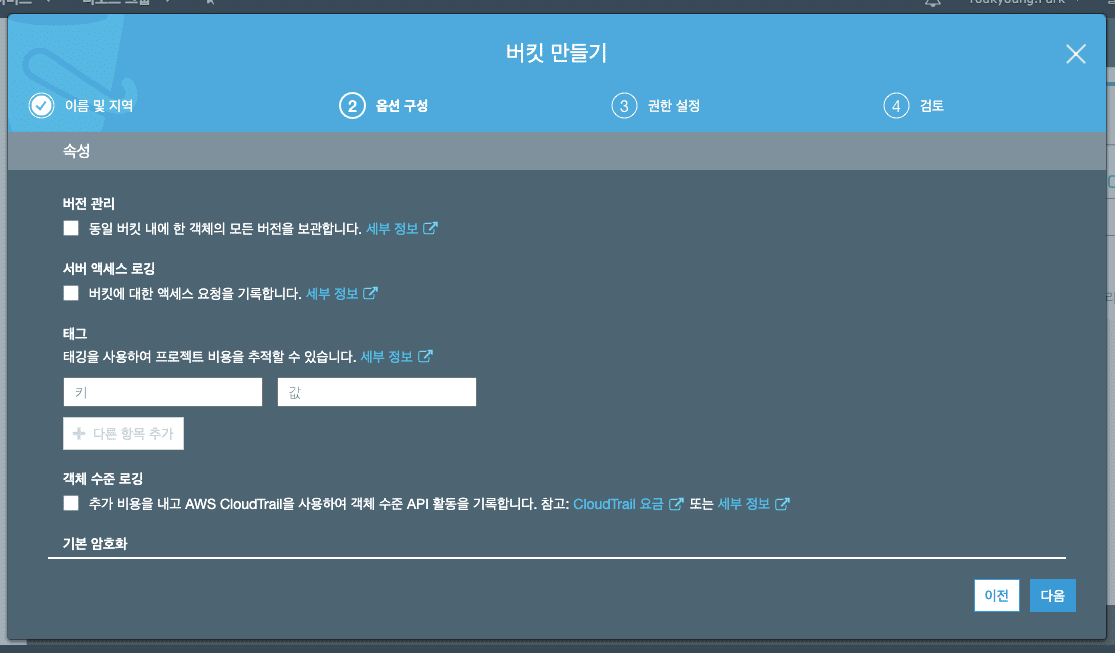 버킷 만들기
이름 및 지역
2 옵션 구성
3 권한 설정
4 검토
속성
버전 관리
동일 버킷 내에 한 객체의 모든 버전을 보관합니다. 세부 정보
서버 액세스 로깅
버킷에 대한 액세스 요청을 기록합니다. 세부 정보
태그
태깅을 사용하여 프로젝트 비용을 추적할 수 있습니다. 세부 정보
키 값
다른 항목 추가
객체 수준 로깅
추가 비용을 내고 AWS CloudTrail을 사용하여 객체 수준 API 활동을 기록합니다. 참고: CloudTrail 요금 또는 세부 정보
기본 암호화
이전 다음